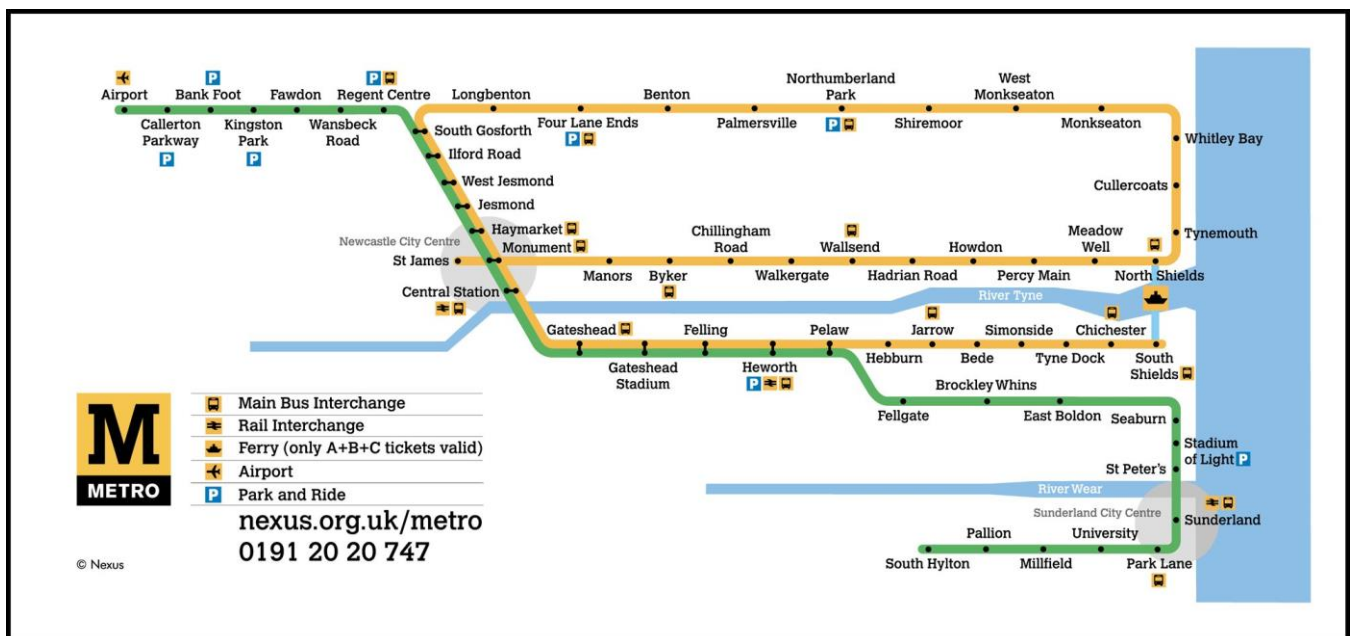 Airport
Callerton
Parkway
Bank Foot
Kingston
Park
Fawdon
Wansbeck
Road
Regent Centre
South Gosforth
Ilford Road
West Jesmond
Jesmond
Haymarket
Newcastle City Centre
Monument
St James
Central Station
Longbenton
Four Lane Ends
Benton
Palmersville
Northumberland
Park
Shiremoor
West
Monkseaton
Monkseaton
Whitley Bay
Cullercoats
Tynemouth
Manors
Byker
Chillingham
Road
Walkergate
Wallsend
Hadrian Road
Howdon
Percy Main
Meadow
Well
North Shields
River Tyne
Gateshead
Gateshead
Stadium
Felling
Heworth
Pelaw
Hebburn
Jarrow
Bede
Simonside
Tyne Dock
Chichester
South
Shields
Fellgate
Brockley Whins
East Boldon
Seaburn
Stadium
of Light
St Peter's
River Wear
Sunderland City Centre
Sunderland
Park Lane
University
Millfield
Pallion
South Hylton
M
METRO
Main Bus Interchange
Rail Interchange
Ferry (only A+B+C tickets valid)
Airport
P Park and Ride
nexus.org.uk/metro
0191 20 20 747
© Nexus